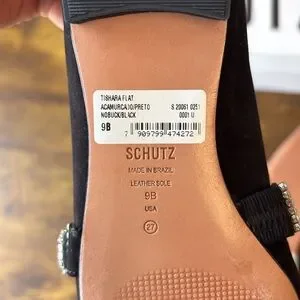 TISHARA FLAT
ACAMURCADO/PRETO S 20061 0251
NOBUCK/BLACK 0001 U
9B
7 909799 474272
SCHUTZ
MADE IN BRAZIL
LEATHER SOLE
9B
USA
27